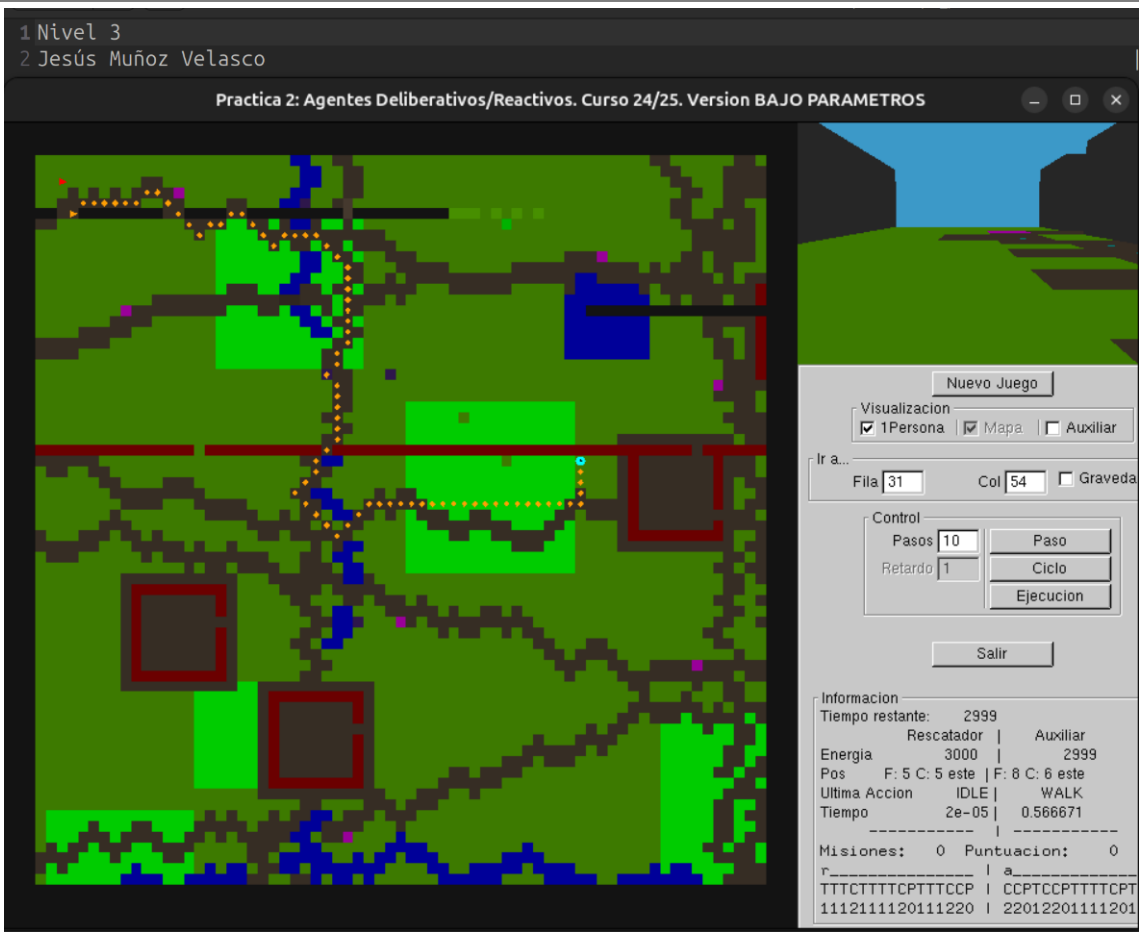 1 Nivel 3
2 Jesús Muñoz Velasco
Practica 2: Agentes Deliberativos/Reactivos. Curso 24/25. Version BAJO PARAMETROS
Nuevo Juego
Visualizacion
1Persona Mapa Auxiliar
Ir a...
Fila 31 Col 54 Graveda
Control
Pasos 10 Paso
Retardo 1 Ciclo
Ejecucion
Salir
Informacion
Tiempo restante: 2999
Rescatador | Auxiliar
Energia 3000 | 2999
Pos F: 5 C: 5 este | F: 8 C: 6 este
Ultima Accion IDLE | WALK
Tiempo 2e-05 | 0.566671
----------- | -----------
Misiones: 0 Puntuacion: 0
r_______________ | a____________
TTTCTTTTCPTTTCCP | CCPTCCPTTTTCPT
1112111120111220 | 22012201111201